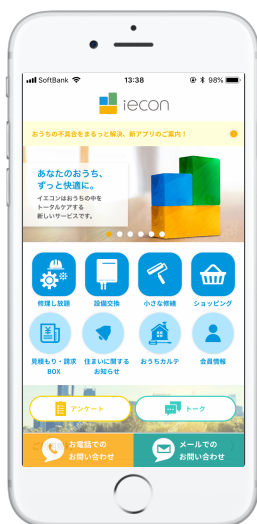 SoftBank 13:38 98%
iecon
おうちの不具合をまるっと解決、新アプリのご案内！
あなたのおうち、
ずっと快適に。
イエコンはおうちの中を
トータルケアする
新しいサービスです。
修理し放題 設備交換 小さな修繕 ショッピング
見積もり・請求 住まいに関する おうちカルテ 会員情報
BOX お知らせ
アンケート トーク
お電話での メールでの
お問い合わせ お問い合わせ